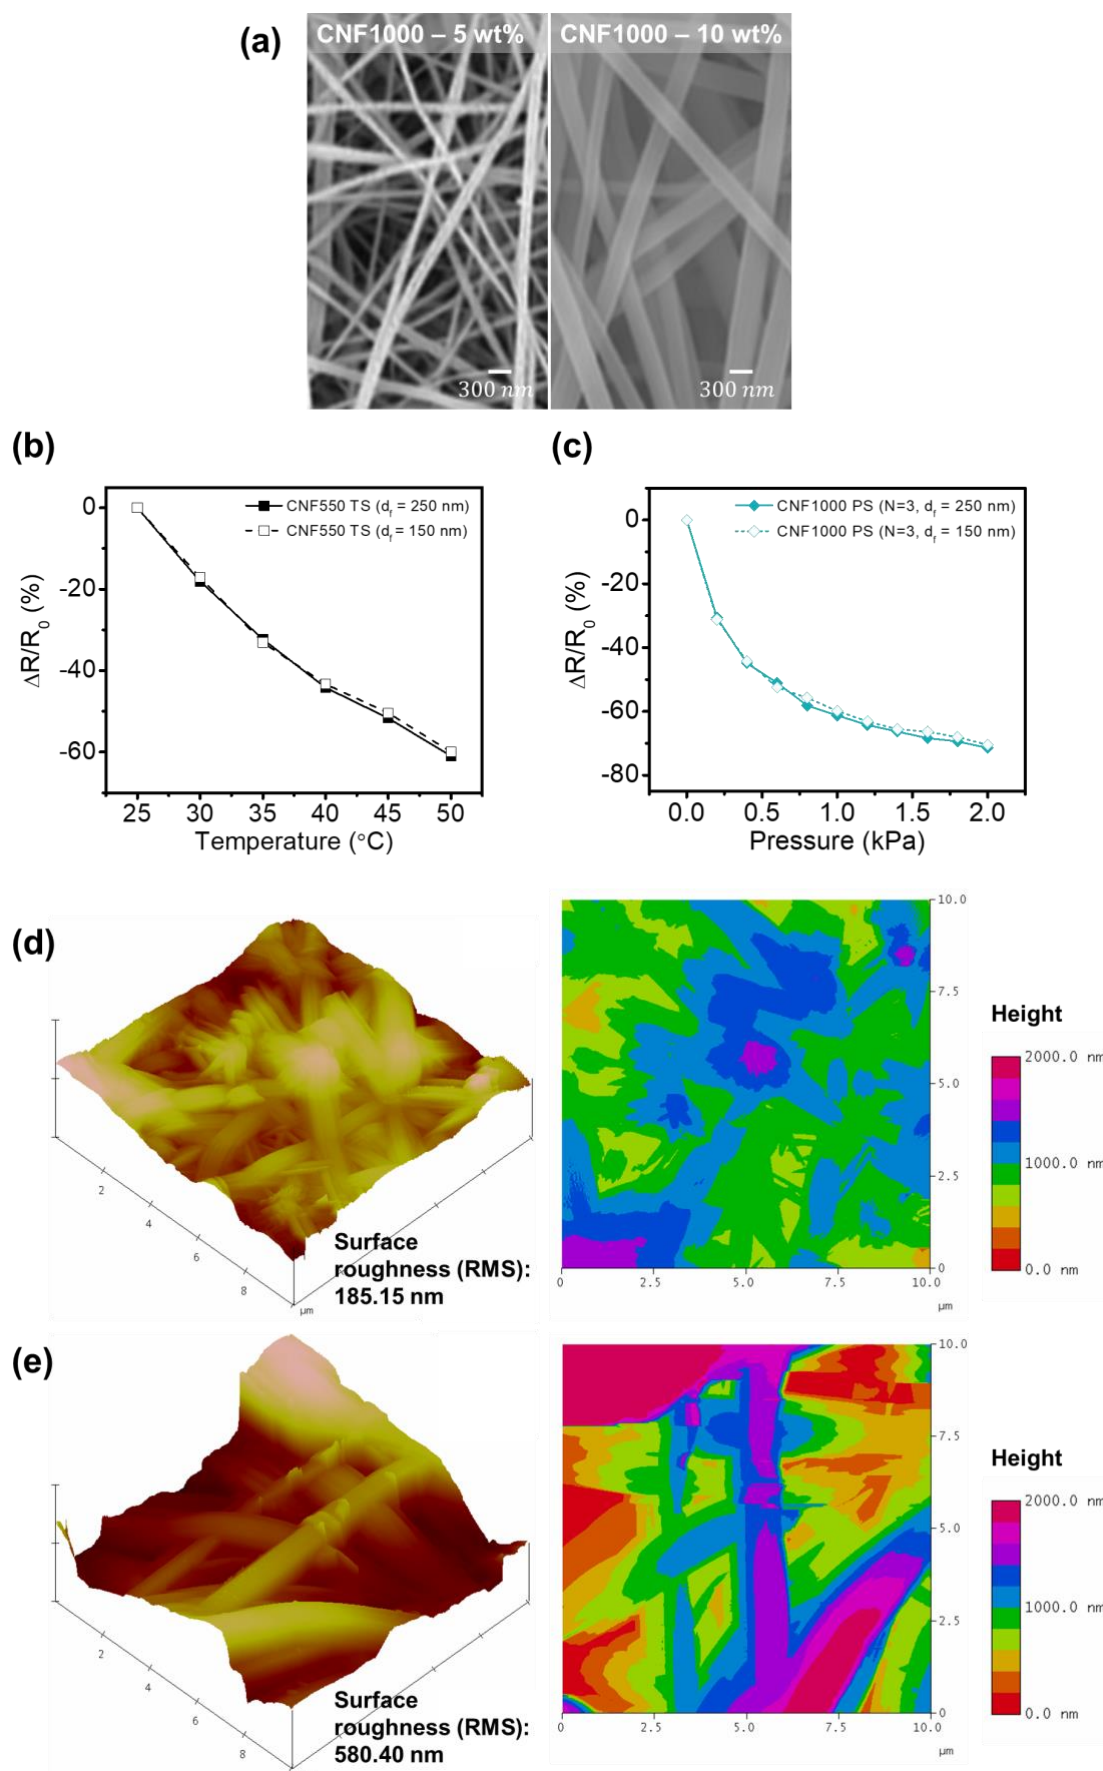 (a)
CNF1000 – 5 wt%
CNF1000 – 10 wt%
300 nm
300 nm
(b)
CNF550 TS (df = 250 nm)
CNF550 TS (df = 150 nm)
0
-20
-40
-60
ΔR/R0 (%)
25 30 35 40 45 50
Temperature (°C)
(c)
CNF1000 PS (N=3, df = 250 nm)
CNF1000 PS (N=3, df = 150 nm)
0
-20
-40
-60
-80
ΔR/R0 (%)
0.0 0.5 1.0 1.5 2.0
Pressure (kPa)
(d)
2
4
6
8
μm
Surface
roughness (RMS):
185.15 nm
10.0
7.5
5.0
2.5
0
0 2.5 5.0 7.5 10.0
μm
Height
2000.0 nm
1000.0 nm
0.0 nm
(e)
2
4
6
8
Surface
roughness (RMS):
580.40 nm
10.0
7.5
5.0
2.5
0
0 2.5 5.0 7.5 10.0
μm
Height
2000.0 nm
1000.0 nm
0.0 nm